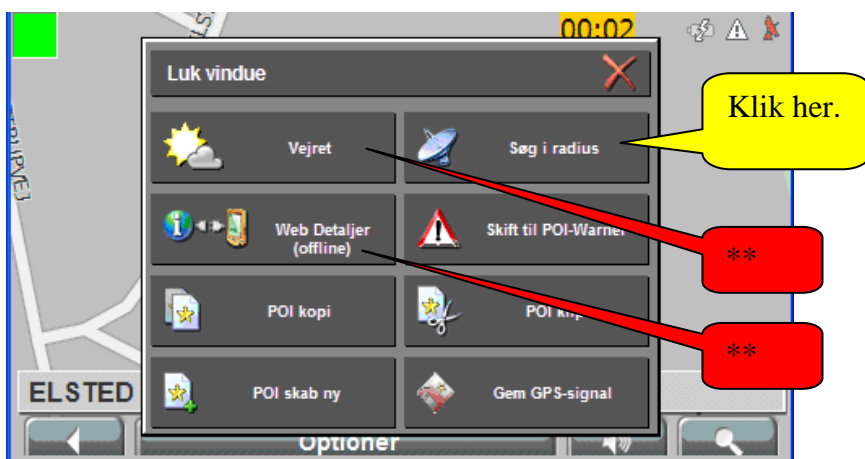 00:02
Luk vindue
Klik her.
Vejret
Søg i radius
Web Detaljer
(offline)
Skift til POI-Warner
**
POI kopi
POI
**
ELSTED
POI skab ny
Gem GPS-signal
Optioner